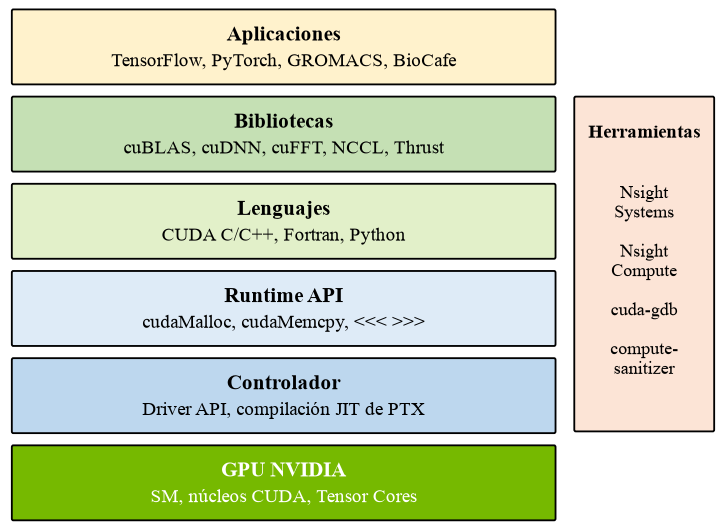 Aplicaciones
TensorFlow, PyTorch, GROMACS, BioCafe
Bibliotecas
cuBLAS, cuDNN, cuFFT, NCCL, Thrust
Lenguajes
CUDA C/C++, Fortran, Python
Runtime API
cudaMalloc, cudaMemcpy, <<< >>>
Controlador
Driver API, compilación JIT de PTX
GPU NVIDIA
SM, núcleos CUDA, Tensor Cores
Herramientas
Nsight
Systems
Nsight
Compute
cuda-gdb
compute-
sanitizer